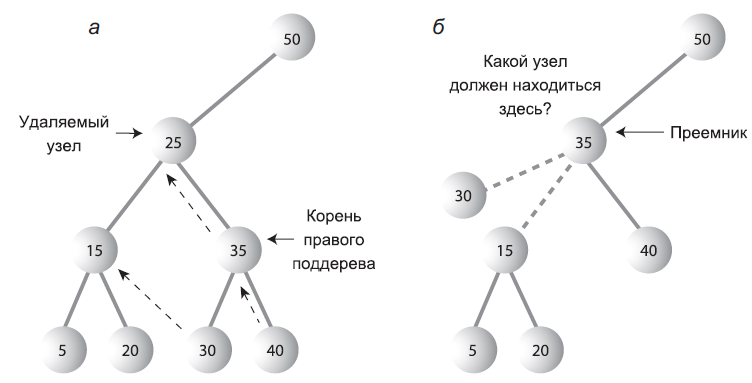 а
50
Удаляемый
узел
25
15
35
Корень
правого
поддерева
5
20
30
40
б
50
Какой узел
должен находиться
здесь?
35
Преемник
30
15
40
5
20